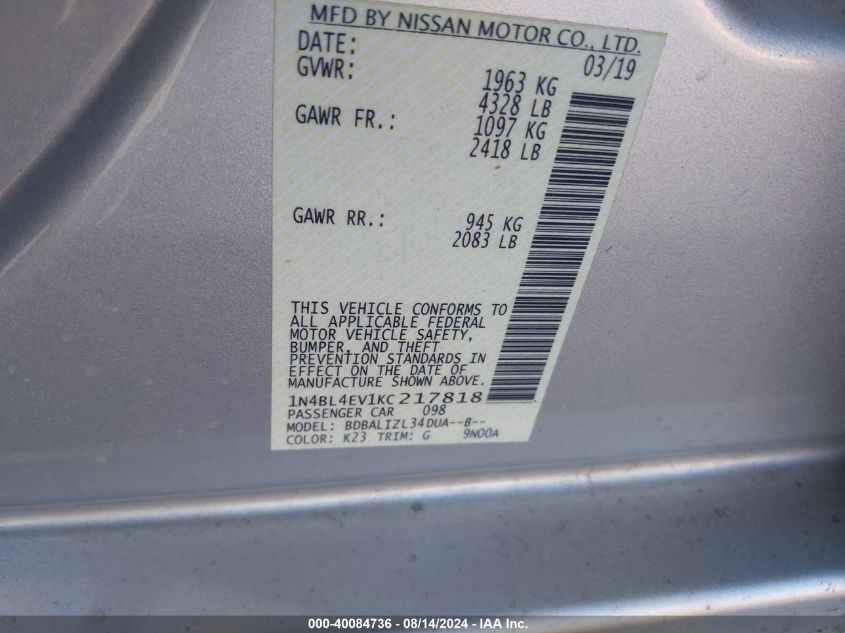 MFD BY NISSAN MOTOR CO., LTD.
DATE: 03/19
GVWR: 1963 KG
4328 LB
GAWR FR.: 1097 KG
2418 LB
GAWR RR.: 945 KG
2083 LB
THIS VEHICLE CONFORMS TO
ALL APPLICABLE FEDERAL
MOTOR VEHICLE SAFETY,
BUMPER, AND THEFT
PREVENTION STANDARDS IN
EFFECT ON THE DATE OF
MANUFACTURE SHOWN ABOVE.
1N4BL4EV1KC217818
PASSENGER CAR 098
MODEL: BDBALIZL34DUA--B--
COLOR: K23 TRIM: G 9N00A
000-40084736 - 08/14/2024 - IAA Inc.